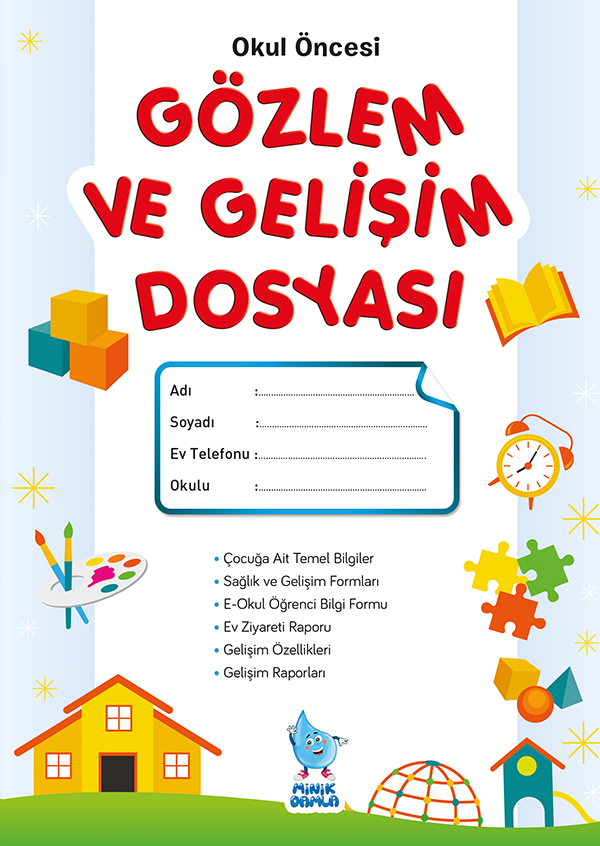 Okul Öncesi
GÖZLEM
VE GELİŞİM
DOSYASI
Adı :
Soyadı :
Ev Telefonu :
Okulu :
• Çocuğa Ait Temel Bilgiler
• Sağlık ve Gelişim Formları
• E-Okul Öğrenci Bilgi Formu
• Ev Ziyareti Raporu
• Gelişim Özellikleri
• Gelişim Raporları
MİNİK
DAMLA